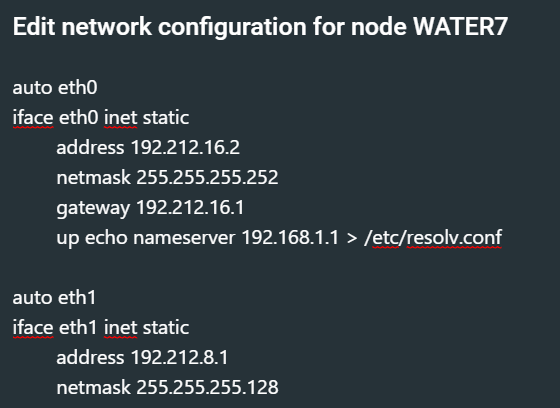 Edit network configuration for node WATER7
auto eth0
iface eth0 inet static
address 192.212.16.2
netmask 255.255.255.252
gateway 192.212.16.1
up echo nameserver 192.168.1.1 > /etc/resolv.conf
auto eth1
iface eth1 inet static
address 192.212.8.1
netmask 255.255.255.128